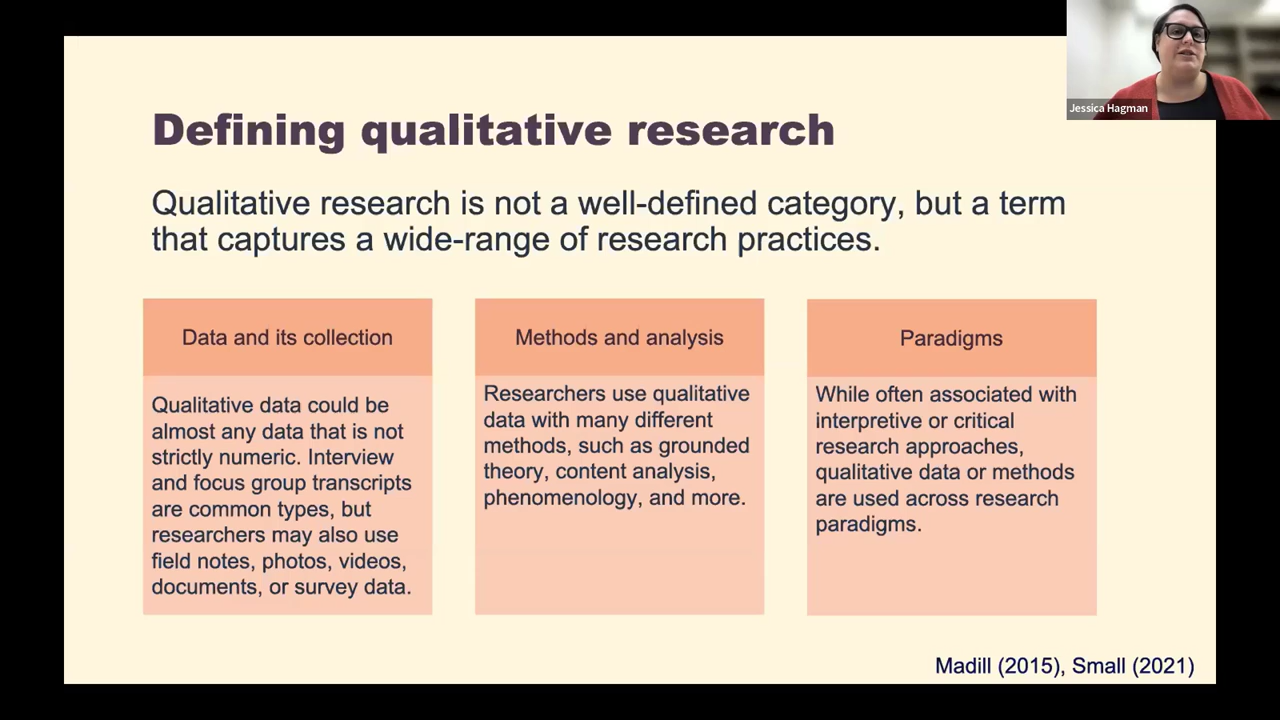 Jessica Hagman
Defining qualitative research
Qualitative research is not a well-defined category, but a term
that captures a wide-range of research practices.
Data and its collection
Qualitative data could be
almost any data that is not
strictly numeric. Interview
and focus group transcripts
are common types, but
researchers may also use
field notes, photos, videos,
documents, or survey data.
Methods and analysis
Researchers use qualitative
data with many different
methods, such as grounded
theory, content analysis,
phenomenology, and more.
Paradigms
While often associated with
interpretive or critical
research approaches,
qualitative data or methods
are used across research
paradigms.
Madill (2015), Small (2021)